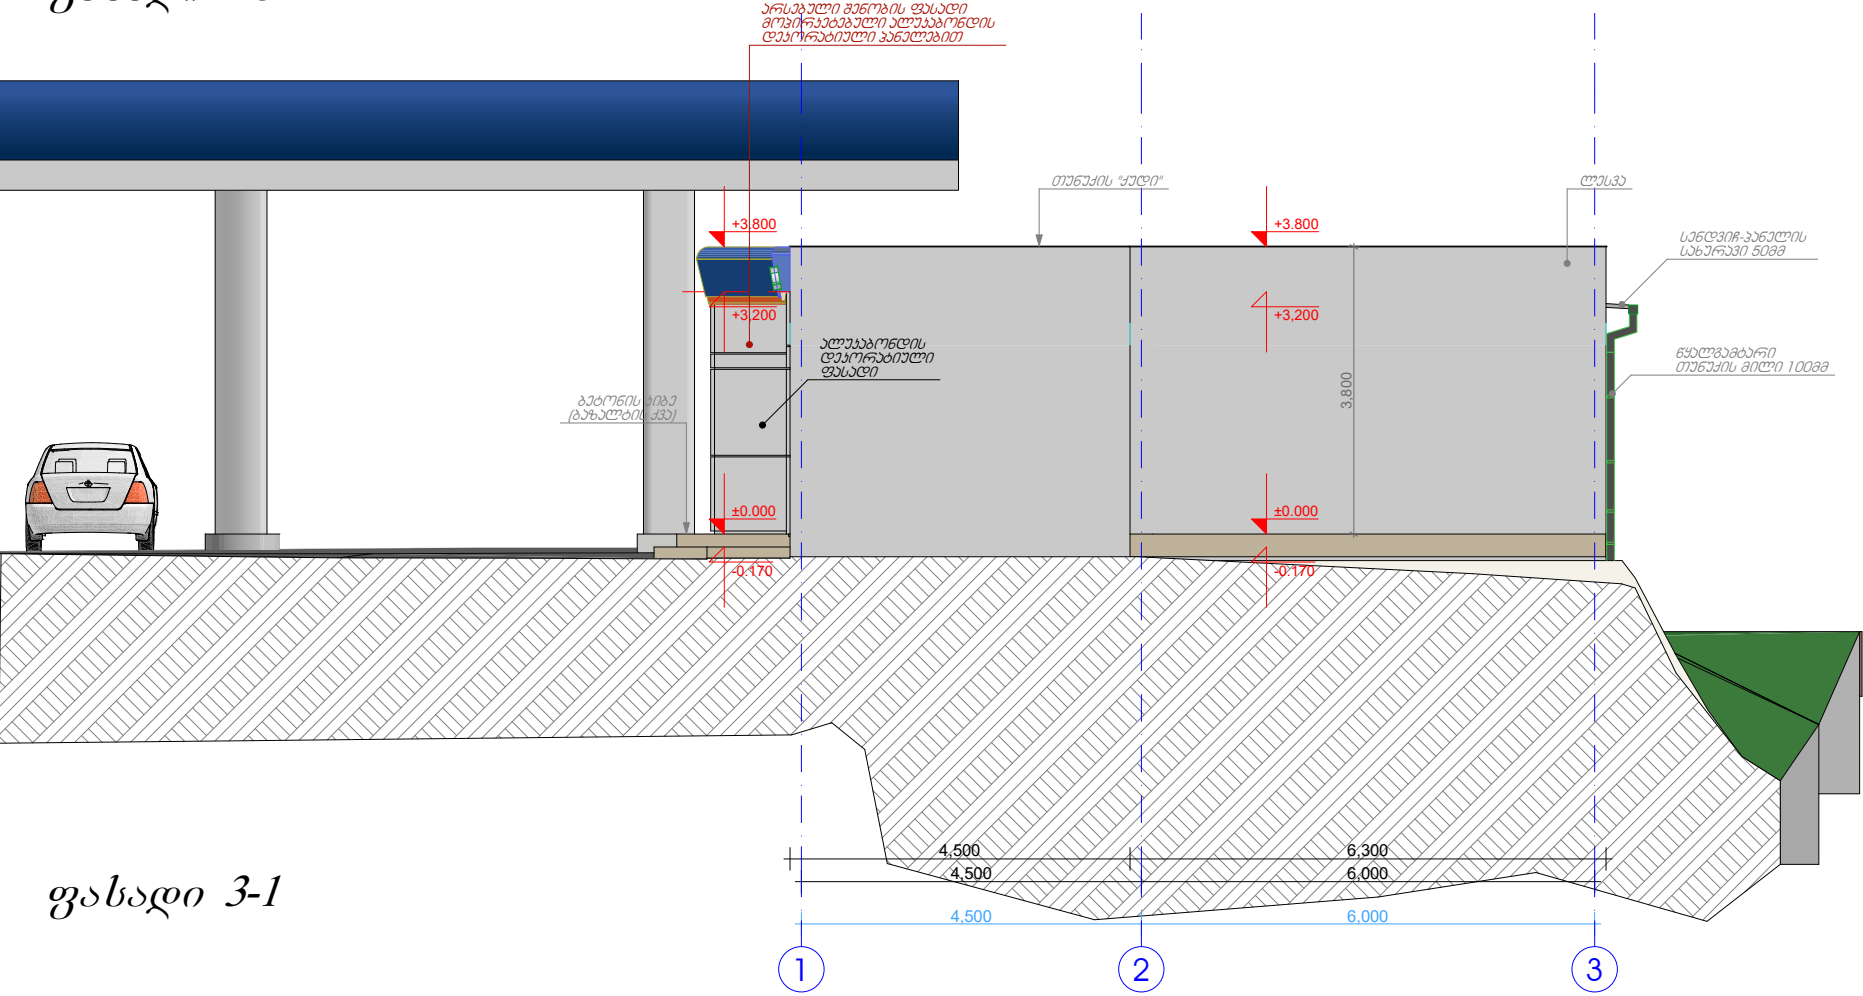 არსებული შენობის ფასადი
მოპირკეტებული ალუკაბონდის
დეკორატიული პანელებით
თუნუქის "ქუდი"
ლესვა
+3.800
+3.800
სენდვიჩ-პანელის
სახურავი 50მმ
+3,200
+3,200
ალუკაბონდის
დეკორატიული
ფასადი
წყალგამტარი
თუნუქის მილი 100მმ
3,800
ბეტონის კიბე
(ბაზალტის ქვა)
±0.000
±0.000
-0.170
-0.170
4,500
6,300
4,500
6,000
ფასადი 3-1
4,500
6,000
1
2
3